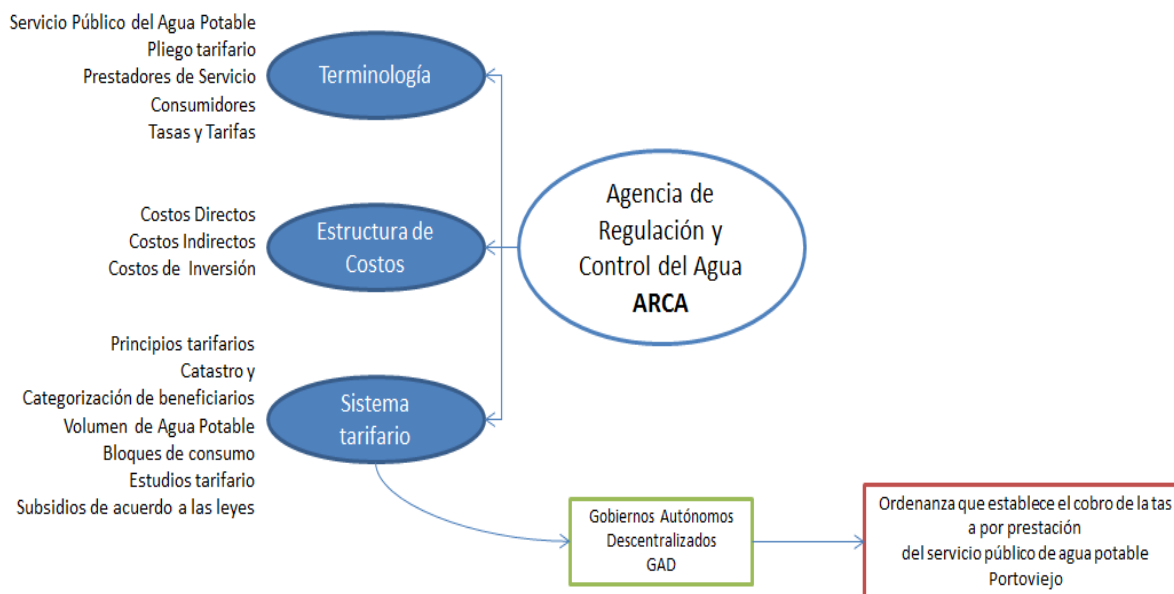 Servicio Público del Agua Potable
Pliego tarifario
Prestadores de Servicio
Consumidores
Tasas y Tarifas
Terminología
Costos Directos
Costos Indirectos
Costos de Inversión
Estructura de
Costos
Agencia de
Regulación y
Control del Agua
ARCA
Principios tarifarios
Catastro y
Categorización de beneficiarios
Volumen de Agua Potable
Bloques de consumo
Estudios tarifario
Subsidios de acuerdo a las leyes
Sistema
tarifario
Gobiernos Autónomos
Descentralizados
GAD
Ordenanza que establece el cobro de la tas
a por prestación
del servicio público de agua potable
Portoviejo